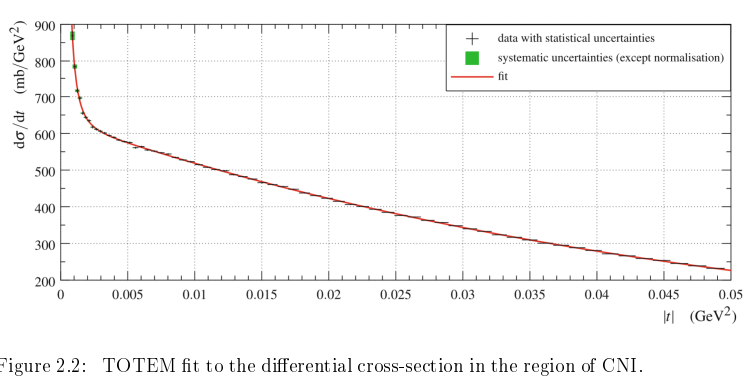 900
800
700
600
500
400
300
200
dσ/dt (mb/GeV²)
data with statistical uncertainties
systematic uncertainties (except normalisation)
fit
0 0.005 0.01 0.015 0.02 0.025 0.03 0.035 0.04 0.045 0.05
|t| (GeV²)
Figure 2.2: TOTEM fit to the differential cross-section in the region of CNI.